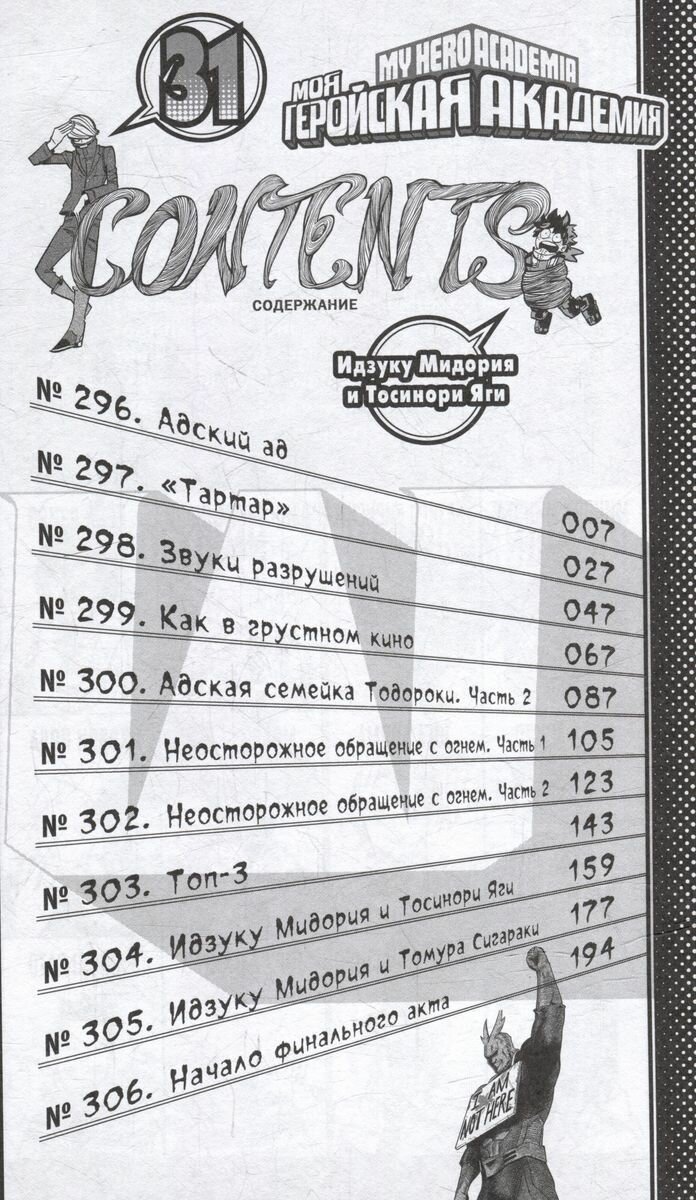 31
MY HERO ACADEMIA
МОЯ
ГЕРОЙСКАЯ АКАДЕМИЯ
CONTENTS
СОДЕРЖАНИЕ
Идзуку Мидория
и Тосинори Яги
№ 296. Адский ад 007
№ 297. «Тартар» 027
№ 298. Звуки разрушений 047
№ 299. Как в грустном кино 067
№ 300. Адская семейка Тодороки. Часть 2 087
№ 301. Неосторожное обращение с огнем. Часть 1 105
№ 302. Неосторожное обращение с огнем. Часть 2 123
№ 303. Топ-3 143
№ 304. Идзуку Мидория и Тосинори Яги 159
№ 305. Идзуку Мидория и Томура Сигараки 177
№ 306. Начало финального акта 194
I AM
NOT HERE